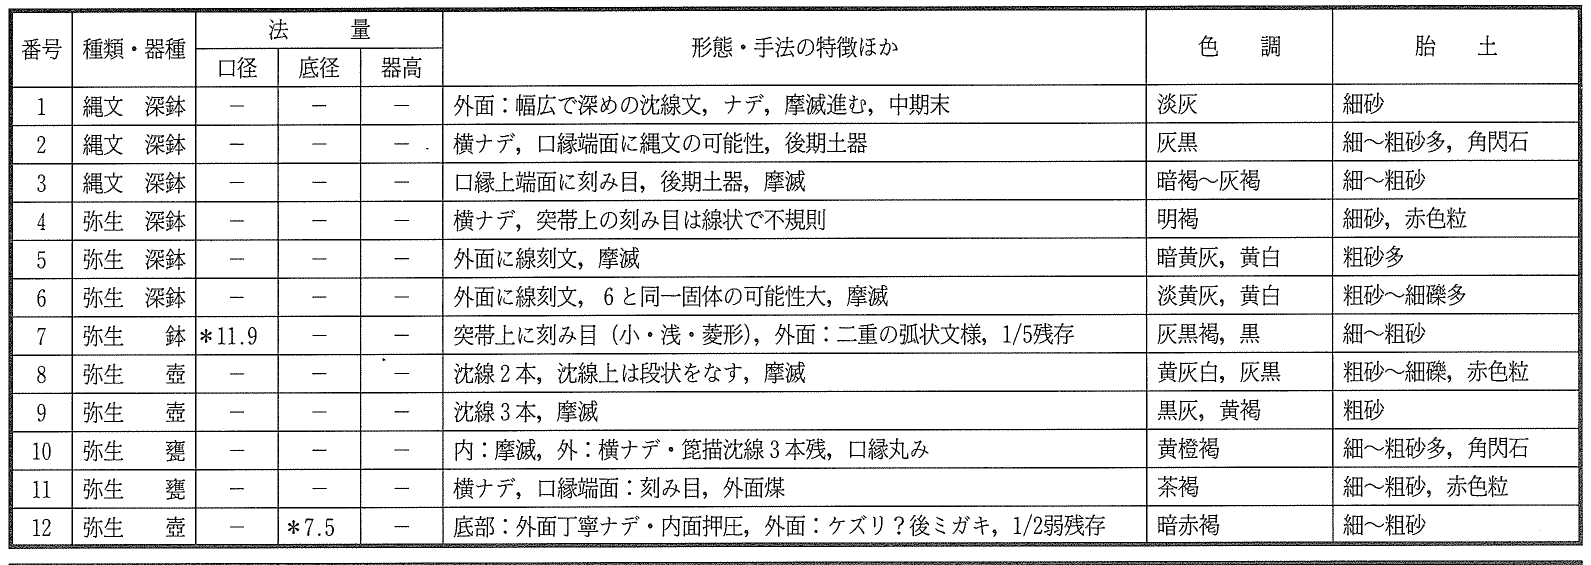 番号 種類・器種 法 量 形態・手法の特徴ほか 色 調 胎 土
口径 底径 器高
1 縄文 深鉢 － － － 外面：幅広で深めの沈線文，ナデ，摩滅進む，中期末 淡灰 細砂
2 縄文 深鉢 － － － 横ナデ，口縁端面に縄文の可能性，後期土器 灰黒 細～粗砂多，角閃石
3 縄文 深鉢 － － － 口縁上端面に刻み目，後期土器，摩滅 暗褐～灰褐 細～粗砂
4 弥生 深鉢 － － － 横ナデ，突帯上の刻み目は線状で不規則 明褐 細砂，赤色粒
5 弥生 深鉢 － － － 外面に線刻文，摩滅 暗黄灰，黄白 粗砂多
6 弥生 深鉢 － － － 外面に線刻文，6と同一固体の可能性大，摩滅 淡黄灰，黄白 粗砂～細礫多
7 弥生 鉢 *11.9 － － 突帯上に刻み目（小・浅・菱形），外面：二重の弧状文様，1/5残存 灰黒褐，黒 細～粗砂
8 弥生 壺 － － － 沈線2本，沈線上は段状をなす，摩滅 黄灰白，灰黒 粗砂～細礫，赤色粒
9 弥生 壺 － － － 沈線3本，摩滅 黒灰，黄褐 粗砂
10 弥生 甕 － － － 内：摩滅，外：横ナデ・箆描沈線3本残，口縁丸み 黄橙褐 細～粗砂多，角閃石
11 弥生 甕 － － － 横ナデ，口縁端面：刻み目，外面煤 茶褐 細～粗砂，赤色粒
12 弥生 壺 － *7.5 － 底部：外面丁寧ナデ・内面押圧，外面：ケズリ？後ミガキ，1/2弱残存 暗赤褐 細～粗砂